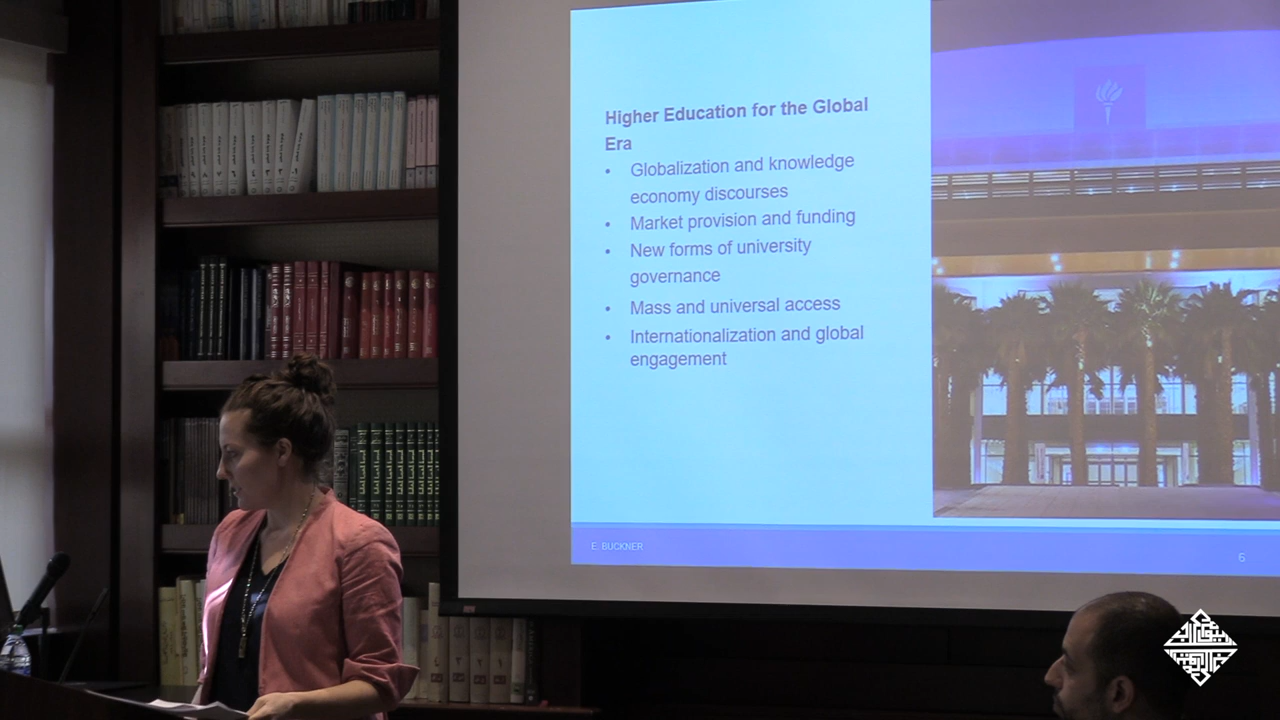 Higher Education for the Global
Era
• Globalization and knowledge
economy discourses
• Market provision and funding
• New forms of university
governance
• Mass and universal access
• Internationalization and global
engagement
E. BUCKNER
6